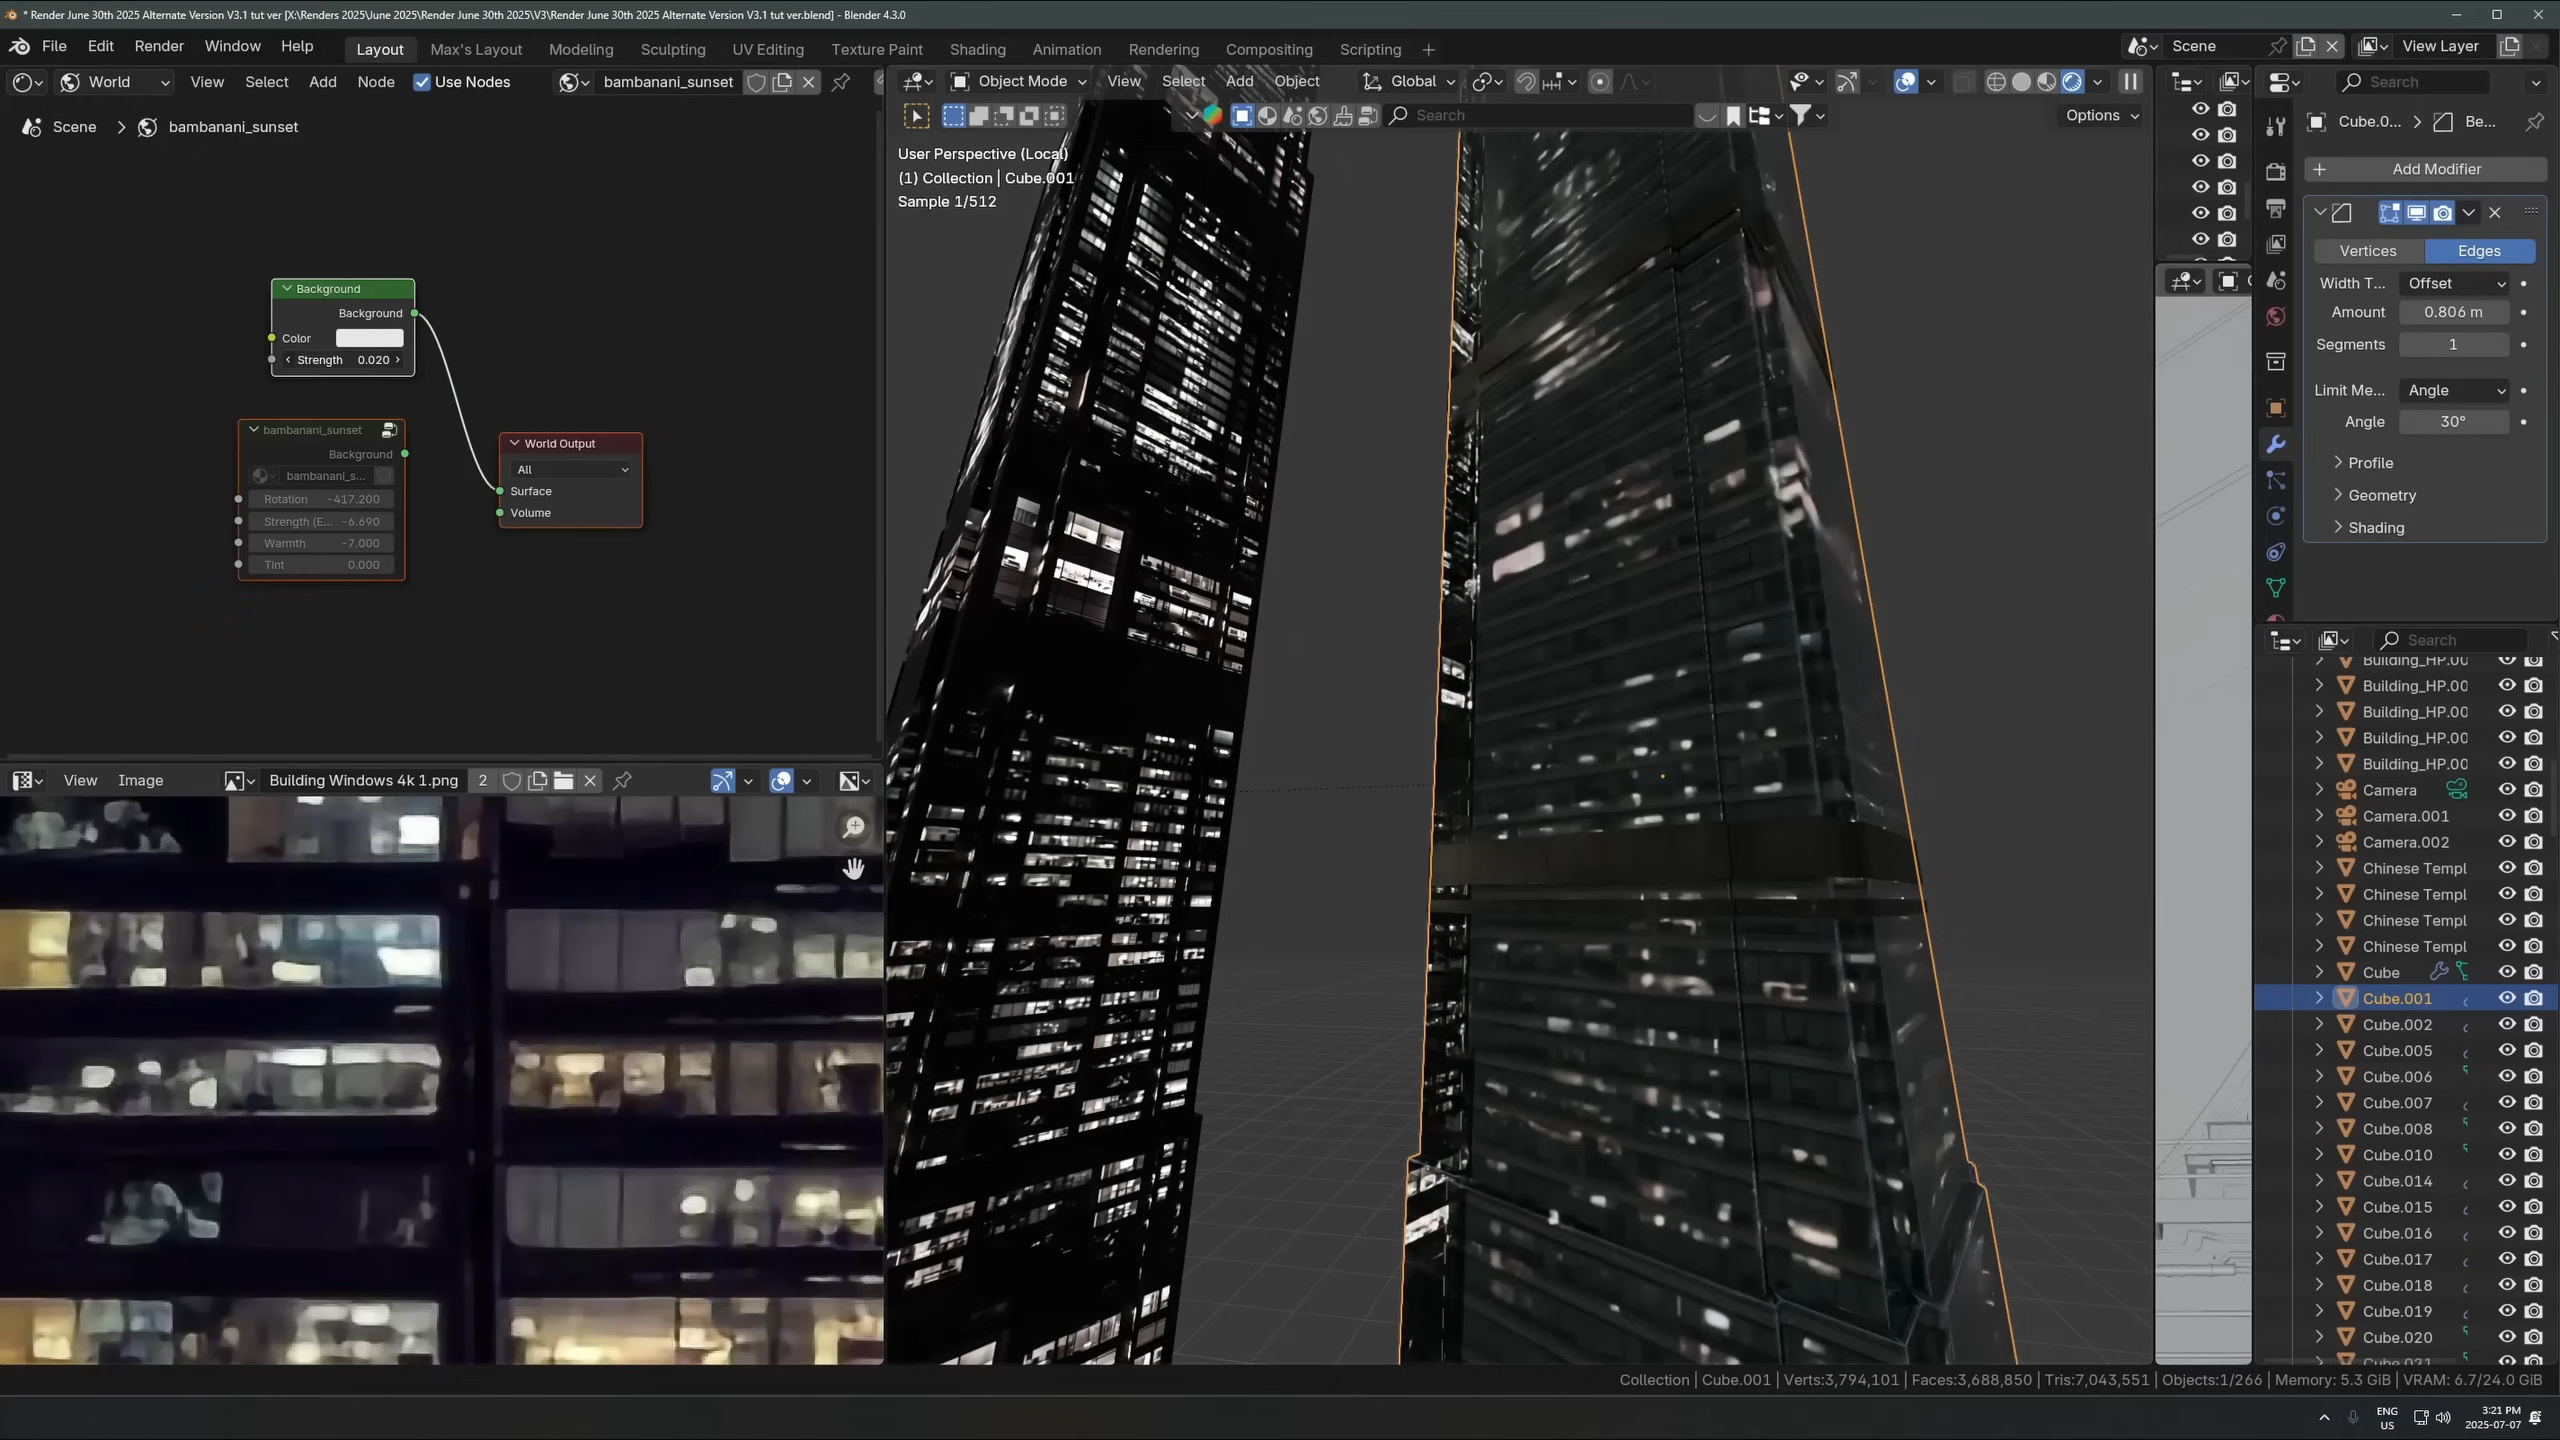 * Render June 30th 2025 Alternate Version V3.1 tut ver [X:\Renders 2025\June 2025\Render June 30th 2025\V3\Render June 30th 2025 Alternate Version V3.1 tut ver.blend] - Blender 4.3.0
File Edit Render Window Help
Layout Max's Layout Modeling Sculpting UV Editing Texture Paint Shading Animation Rendering Compositing Scripting
Scene
View Layer
World View Select Add Node Use Nodes bambanani_sunset
Object Mode View Select Add Object Global
Search
Search
Options
Scene > bambanani_sunset
User Perspective (Local)
(1) Collection | Cube.001
Sample 1/512
Background
Background
Color
Strength 0.020
bambanani_sunset
Background
bambanani_s...
Rotation -417.200
Strength (E... -6.690
Warmth -7.000
Tint 0.000
World Output
All
Surface
Volume
View Image Building Windows 4k 1.png 2
Cube.0... > Be...
Add Modifier
Vertices Edges
Width T... Offset
Amount 0.806 m
Segments 1
Limit Me... Angle
Angle 30°
Profile
Geometry
Shading
Search
Building_HP.00
Building_HP.00
Building_HP.00
Building_HP.00
Building_HP.00
Camera
Camera.001
Camera.002
Chinese Templ
Chinese Templ
Chinese Templ
Chinese Templ
Cube
Cube.001
Cube.002
Cube.005
Cube.006
Cube.007
Cube.008
Cube.010
Cube.014
Cube.015
Cube.016
Cube.017
Cube.018
Cube.019
Cube.020
Cube.021
Collection | Cube.001 | Verts:3,794,101 | Faces:3,688,850 | Tris:7,043,551 | Objects:1/266 | Memory: 5.3 GiB | VRAM: 6.7/24.0 GiB
ENG
US
3:21 PM
2025-07-07